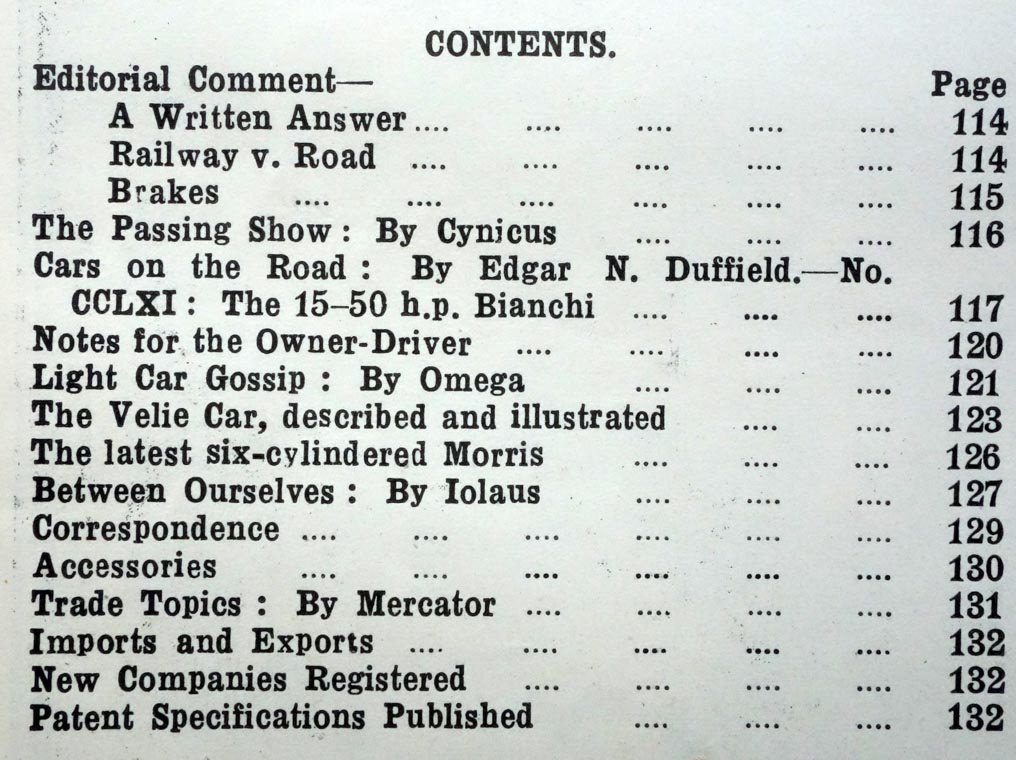 CONTENTS.
Editorial Comment— Page
A Written Answer .... .... .... .... .... 114
Railway v. Road .... .... .... .... .... 114
Brakes .... .... .... .... .... .... 115
The Passing Show : By Cynicus .... .... .... 116
Cars on the Road : By Edgar N. Duffield.—No.
CCLXI : The 15–50 h.p. Bianchi .... .... .... 117
Notes for the Owner-Driver .... .... .... .... 120
Light Car Gossip : By Omega .... .... .... 121
The Velie Car, described and illustrated .... .... 123
The latest six-cylindered Morris .... .... .... 126
Between Ourselves : By Iolaus .... .... .... 127
Correspondence .... .... .... .... .... .... 129
Accessories .... .... .... .... .... .... 130
Trade Topics : By Mercator .... .... .... .... 131
Imports and Exports .... .... .... .... .... 132
New Companies Registered .... .... .... .... 132
Patent Specifications Published .... .... .... 132